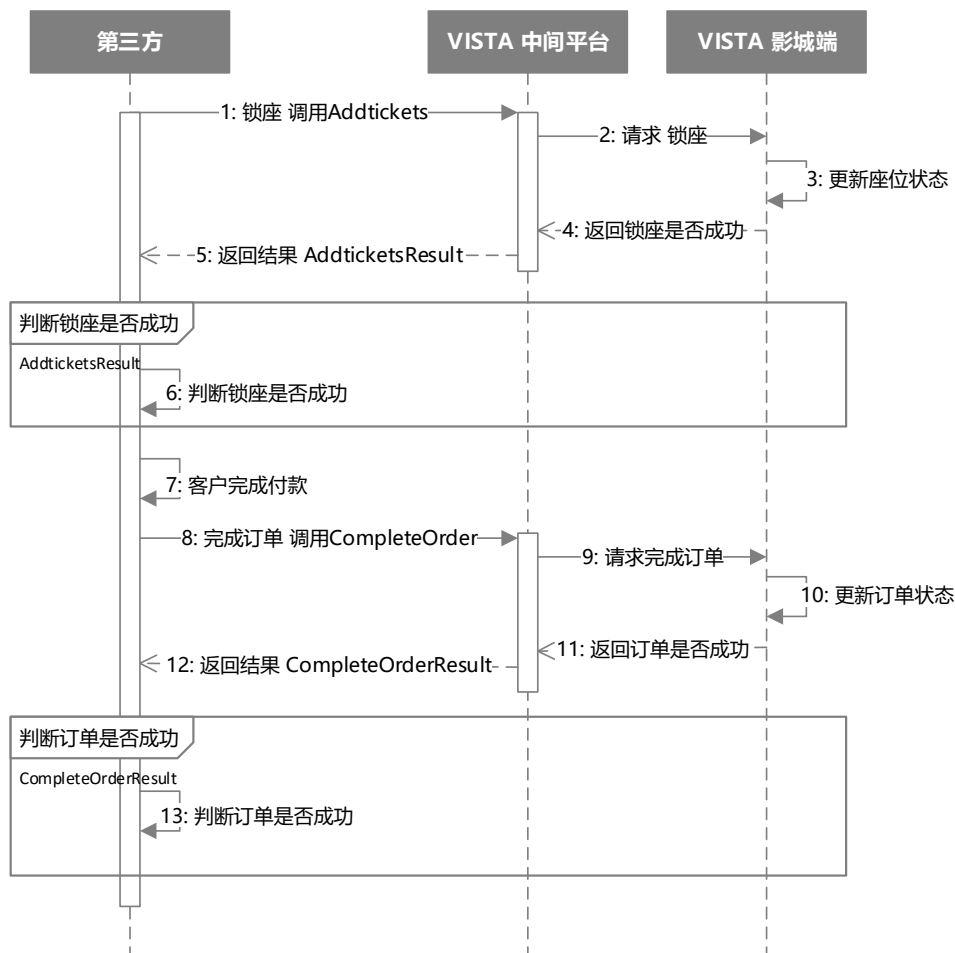 第三方
VISTA 中间平台
VISTA 影城端
1: 锁座 调用Addtickets
2: 请求 锁座
3: 更新座位状态
4: 返回锁座是否成功
5: 返回结果 AddticketsResult
判断锁座是否成功
AddticketsResult
6: 判断锁座是否成功
7: 客户完成付款
8: 完成订单 调用CompleteOrder
9: 请求完成订单
10: 更新订单状态
11: 返回订单是否成功
12: 返回结果 CompleteOrderResult
判断订单是否成功
CompleteOrderResult
13: 判断订单是否成功